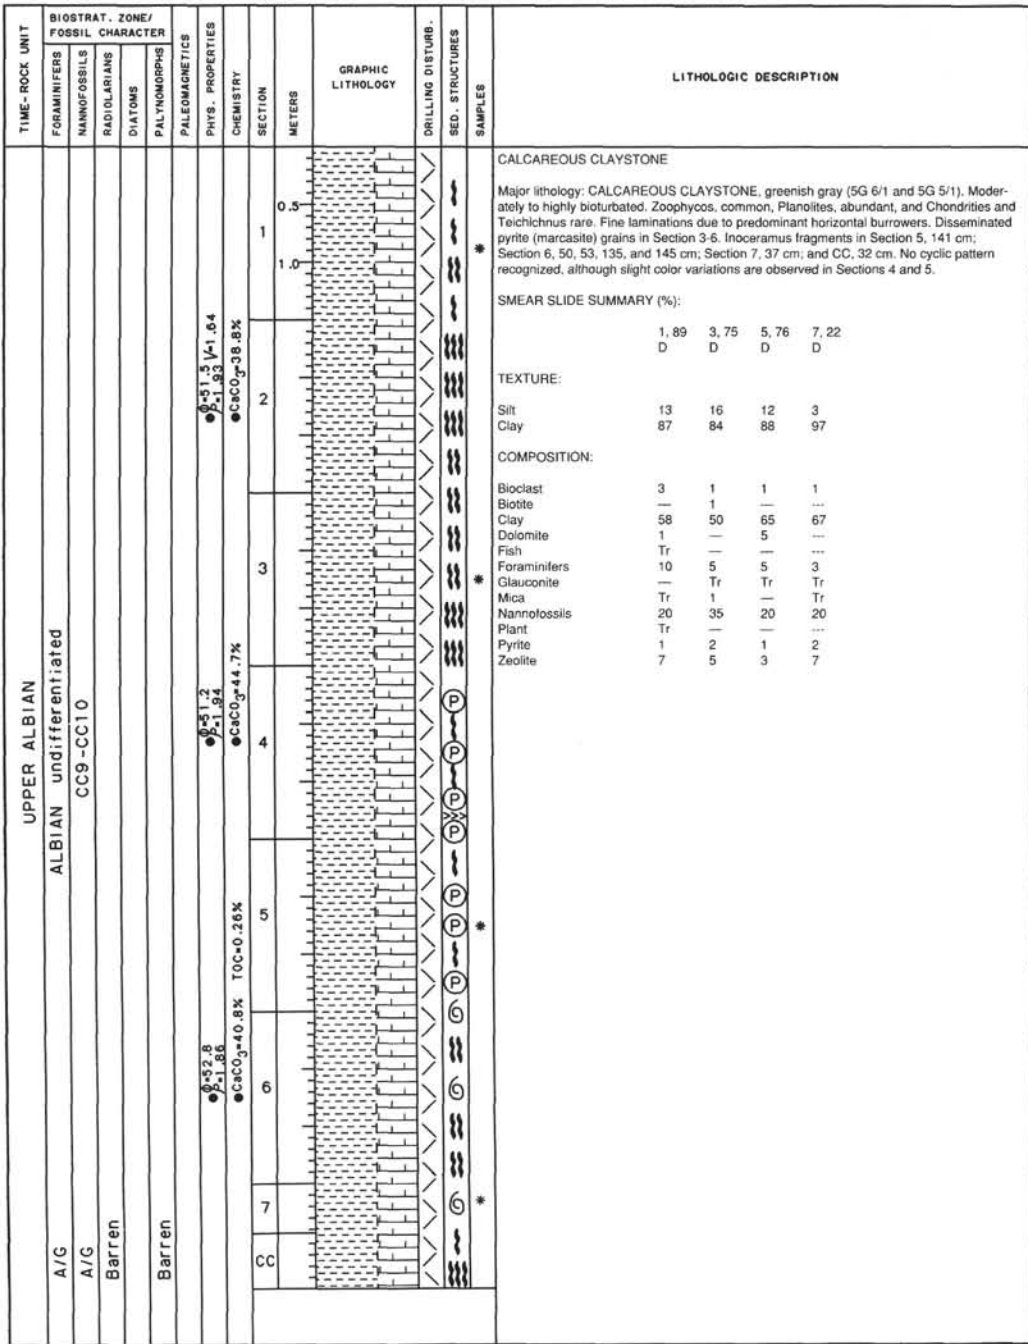 TIME-ROCK UNIT
BIOSTRAT. ZONE/
FOSSIL CHARACTER
FORAMINIFERS
NANNOFOSSILS
RADIOLARIANS
DIATOMS
PALYNOMORPHS
PALEOMAGNETICS
PHYS. PROPERTIES
CHEMISTRY
SECTION
METERS
GRAPHIC
LITHOLOGY
DRILLING DISTURB.
SED. STRUCTURES
SAMPLES
LITHOLOGIC DESCRIPTION
UPPER ALBIAN
ALBIAN undifferentiated
A/G
CC9-CC10
A/G
Barren
Barren
Φ=51.5 V=1.64
ρ=1.93
Φ=51.2
ρ=1.94
Φ=52.8
ρ=1.86
CaCO3=38.8%
CaCO3=44.7%
CaCO3=40.8% TOC=0.26%
1
2
3
4
5
6
7
CC
0.5
1.0
P
P
P
>>>
P
P
P
P
*
*
*
*
CALCAREOUS CLAYSTONE
Major lithology: CALCAREOUS CLAYSTONE, greenish gray (5G 6/1 and 5G 5/1). Moder-
ately to highly bioturbated. Zoophycos, common, Planolites, abundant, and Chondrities and
Teichichnus rare. Fine laminations due to predominant horizontal burrowers. Disseminated
pyrite (marcasite) grains in Section 3-6. Inoceramus fragments in Section 5, 141 cm;
Section 6, 50, 53, 135, and 145 cm; Section 7, 37 cm; and CC, 32 cm. No cyclic pattern
recognized, although slight color variations are observed in Sections 4 and 5.
SMEAR SLIDE SUMMARY (%):
1, 89 3, 75 5, 76 7, 22
D D D D
TEXTURE:
Silt 13 16 12 3
Clay 87 84 88 97
COMPOSITION:
Bioclast 3 1 1 1
Biotite — 1 — ---
Clay 58 50 65 67
Dolomite 1 — 5 ---
Fish Tr — — ---
Foraminifers 10 5 5 3
Glauconite — Tr Tr Tr
Mica Tr 1 — Tr
Nannofossils 20 35 20 20
Plant Tr — — ---
Pyrite 1 2 1 2
Zeolite 7 5 3 7